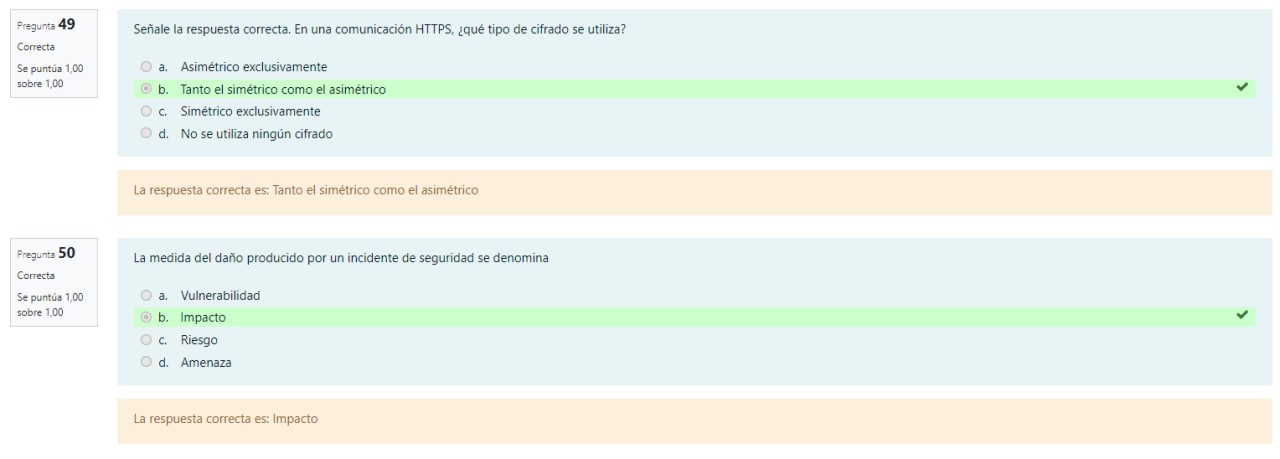 Pregunta 49
Correcta
Se puntúa 1,00
sobre 1,00
Señale la respuesta correcta. En una comunicación HTTPS, ¿qué tipo de cifrado se utiliza?
a. Asimétrico exclusivamente
b. Tanto el simétrico como el asimétrico
c. Simétrico exclusivamente
d. No se utiliza ningún cifrado
La respuesta correcta es: Tanto el simétrico como el asimétrico
Pregunta 50
Correcta
Se puntúa 1,00
sobre 1,00
La medida del daño producido por un incidente de seguridad se denomina
a. Vulnerabilidad
b. Impacto
c. Riesgo
d. Amenaza
La respuesta correcta es: Impacto